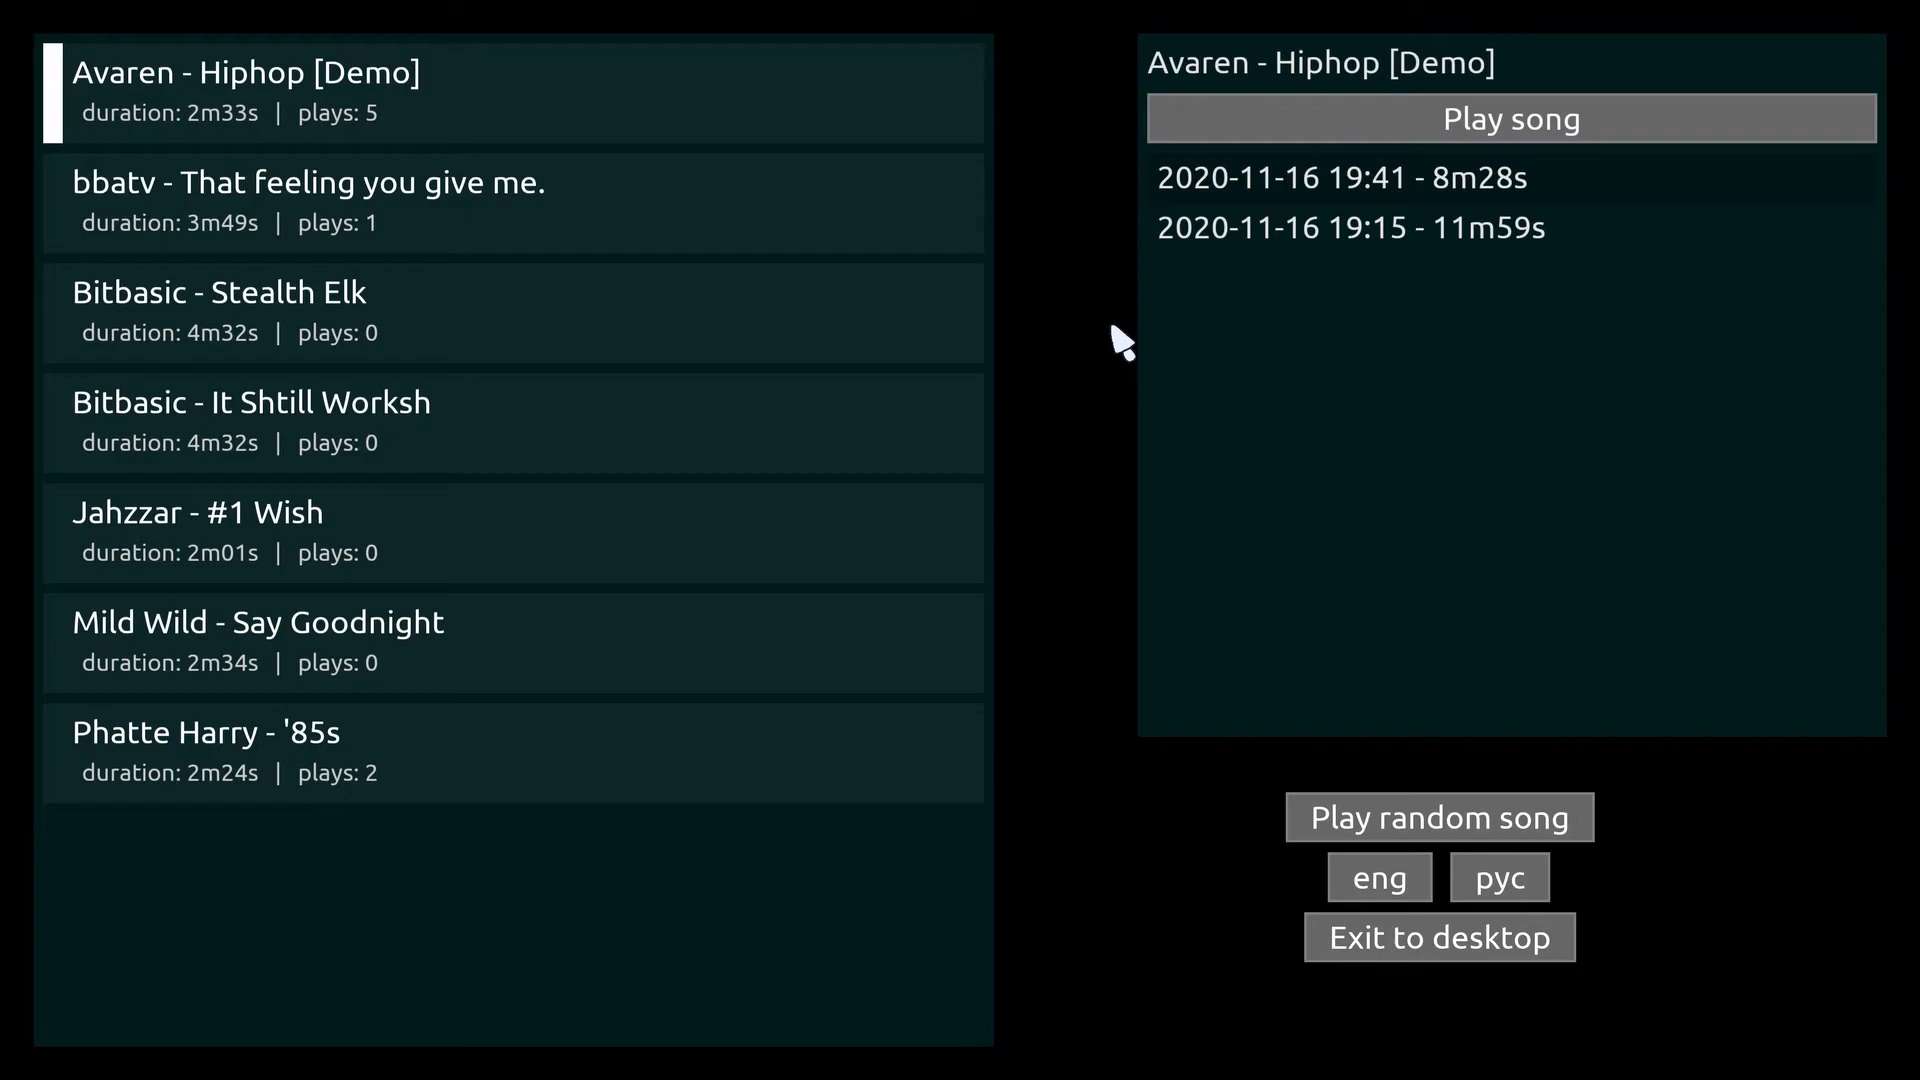 Avaren - Hiphop [Demo]
duration: 2m33s | plays: 5
bbatv - That feeling you give me.
duration: 3m49s | plays: 1
Bitbasic - Stealth Elk
duration: 4m32s | plays: 0
Bitbasic - It Shtill Worksh
duration: 4m32s | plays: 0
Jahzzar - #1 Wish
duration: 2m01s | plays: 0
Mild Wild - Say Goodnight
duration: 2m34s | plays: 0
Phatte Harry - '85s
duration: 2m24s | plays: 2
Avaren - Hiphop [Demo]
Play song
2020-11-16 19:41 - 8m28s
2020-11-16 19:15 - 11m59s
Play random song
eng рус
Exit to desktop